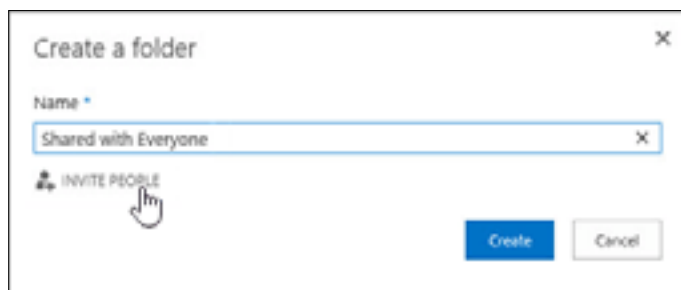 Create a folder
Name *
Shared with Everyone
INVITE PEOPLE
Create Cancel